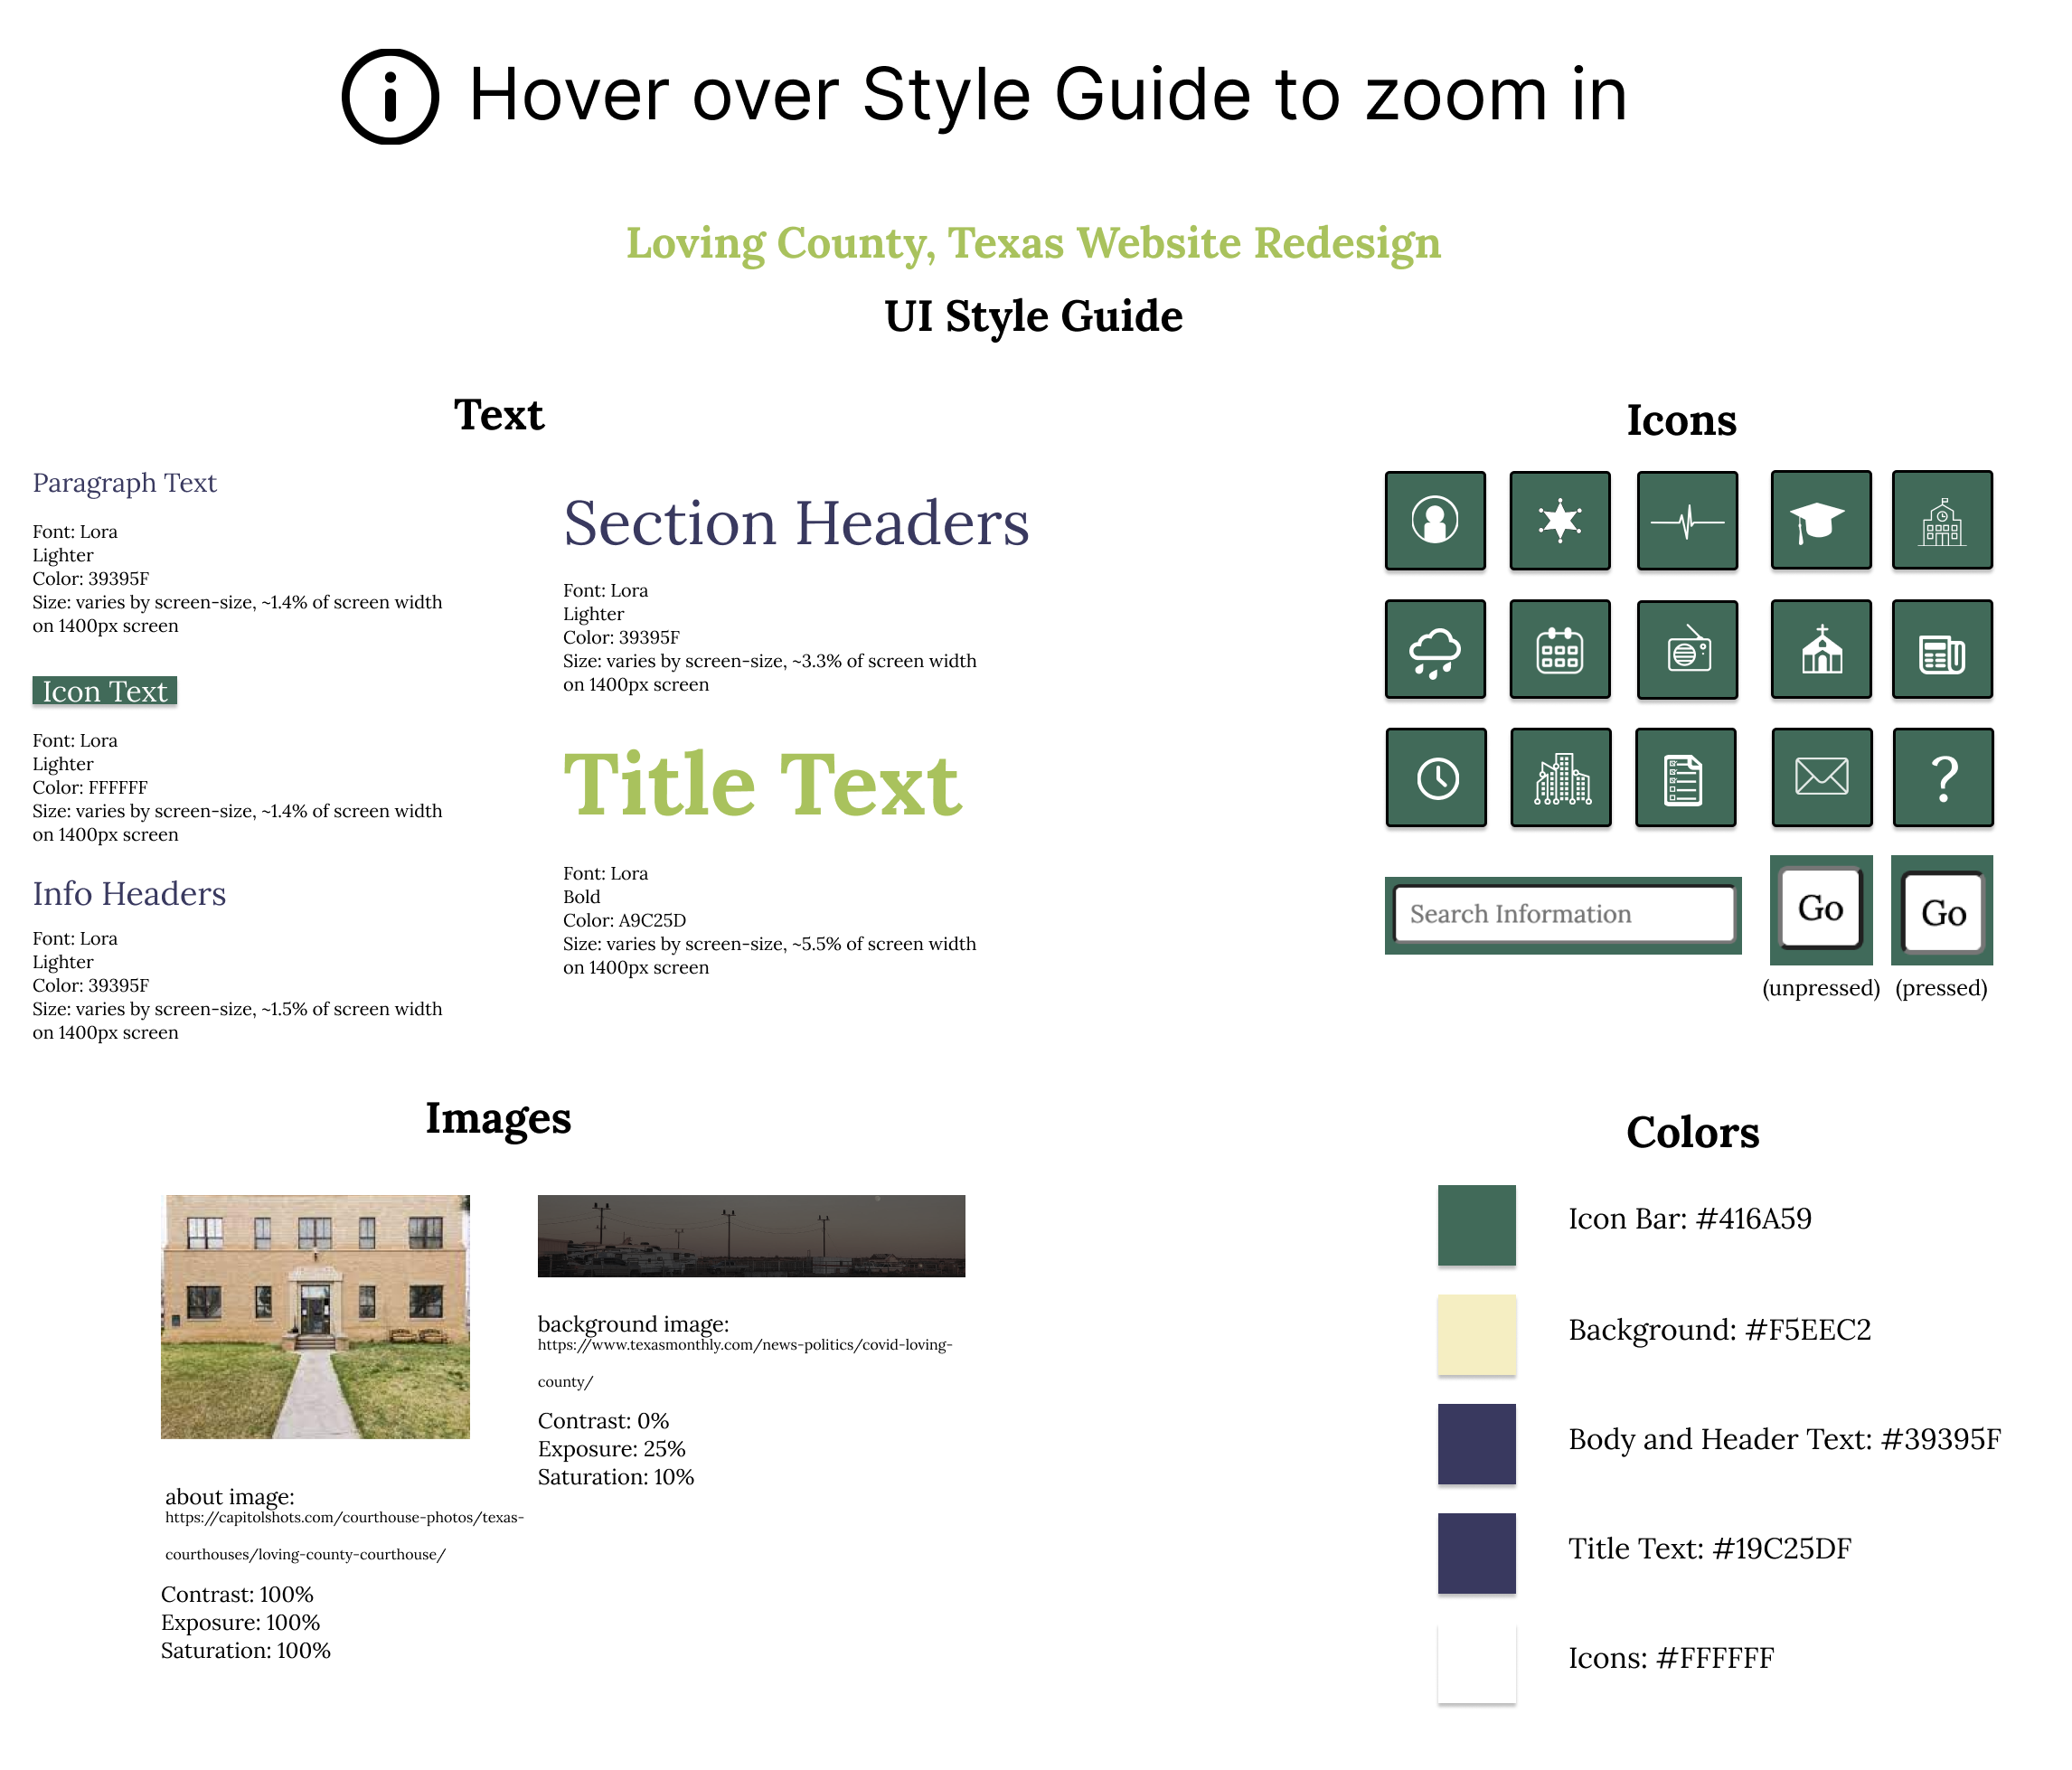 Hover over Style Guide to zoom in
Loving County, Texas Website Redesign
UI Style Guide
Text
Paragraph Text
Font: Lora
Lighter
Color: 39395F
Size: varies by screen-size, ~1.4% of screen width
on 1400px screen
Icon Text
Font: Lora
Lighter
Color: FFFFFF
Size: varies by screen-size, ~1.4% of screen width
on 1400px screen
Info Headers
Font: Lora
Lighter
Color: 39395F
Size: varies by screen-size, ~1.5% of screen width
on 1400px screen
Section Headers
Font: Lora
Lighter
Color: 39395F
Size: varies by screen-size, ~3.3% of screen width
on 1400px screen
Title Text
Font: Lora
Bold
Color: A9C25D
Size: varies by screen-size, ~5.5% of screen width
on 1400px screen
Icons
?
Search Information
Go
Go
(unpressed)
(pressed)
Images
about image:
https://capitolshots.com/courthouse-photos/texas-
courthouses/loving-county-courthouse/
Contrast: 100%
Exposure: 100%
Saturation: 100%
background image:
https://www.texasmonthly.com/news-politics/covid-loving-
county/
Contrast: 0%
Exposure: 25%
Saturation: 10%
Colors
Icon Bar: #416A59
Background: #F5EEC2
Body and Header Text: #39395F
Title Text: #19C25DF
Icons: #FFFFFF